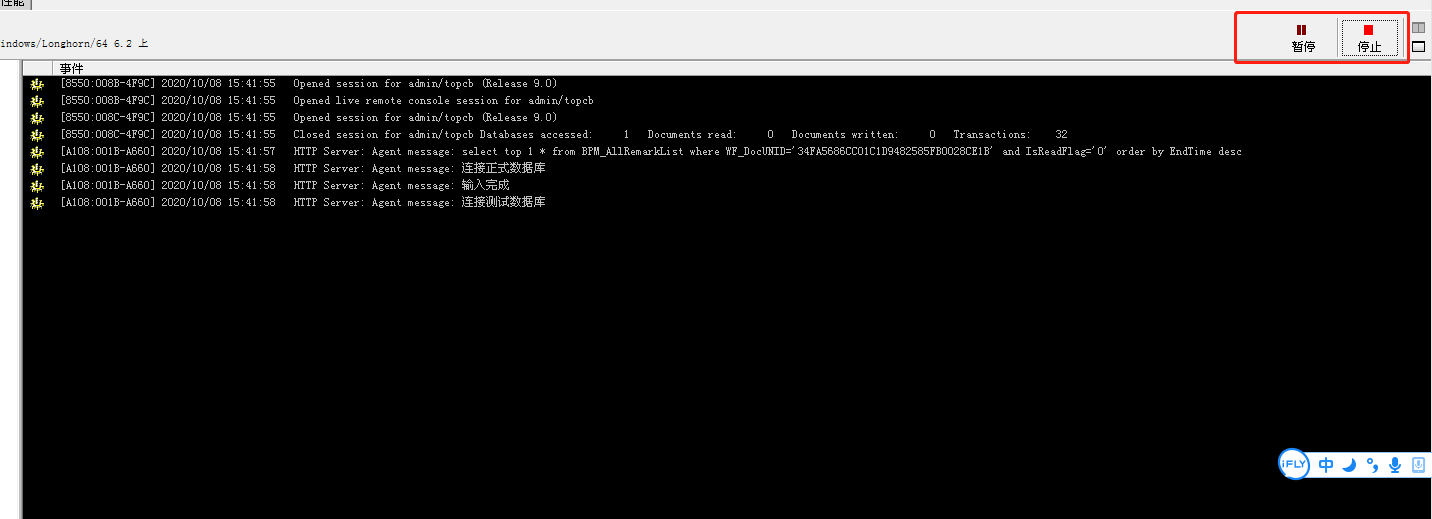 性能
indows/Longhorn/64 6.2 上
暂停
停止
事件
[8550:008B-4F9C] 2020/10/08 15:41:55 Opened session for admin/topcb (Release 9.0)
[8550:008B-4F9C] 2020/10/08 15:41:55 Opened live remote console session for admin/topcb
[8550:008C-4F9C] 2020/10/08 15:41:55 Opened session for admin/topcb (Release 9.0)
[8550:008C-4F9C] 2020/10/08 15:41:55 Closed session for admin/topcb Databases accessed: 1 Documents read: 0 Documents written: 0 Transactions: 32
[A108:001B-A660] 2020/10/08 15:41:57 HTTP Server: Agent message: select top 1 * from BPM_AllRemarkList where WF_DocUNID='34FA5686CC01C1D9482585FB0028CE1B' and IsReadFlag='0' order by EndTime desc
[A108:001B-A660] 2020/10/08 15:41:58 HTTP Server: Agent message: 连接正式数据库
[A108:001B-A660] 2020/10/08 15:41:58 HTTP Server: Agent message: 输入完成
[A108:001B-A660] 2020/10/08 15:41:58 HTTP Server: Agent message: 连接测试数据库
iFLY 中